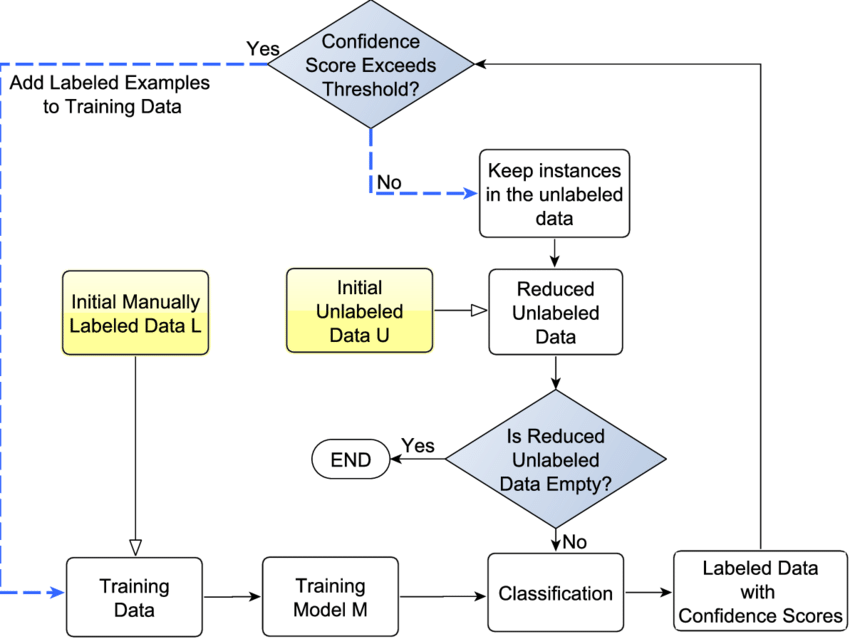 Yes
Confidence
Score Exceeds
Threshold?
Add Labeled Examples
to Training Data
No
Keep instances
in the unlabeled
data
Initial Manually
Labeled Data L
Initial
Unlabeled
Data U
Reduced
Unlabeled
Data
Is Reduced
Unlabeled
Data Empty?
Yes
END
No
Training
Data
Training
Model M
Classification
Labeled Data
with
Confidence Scores